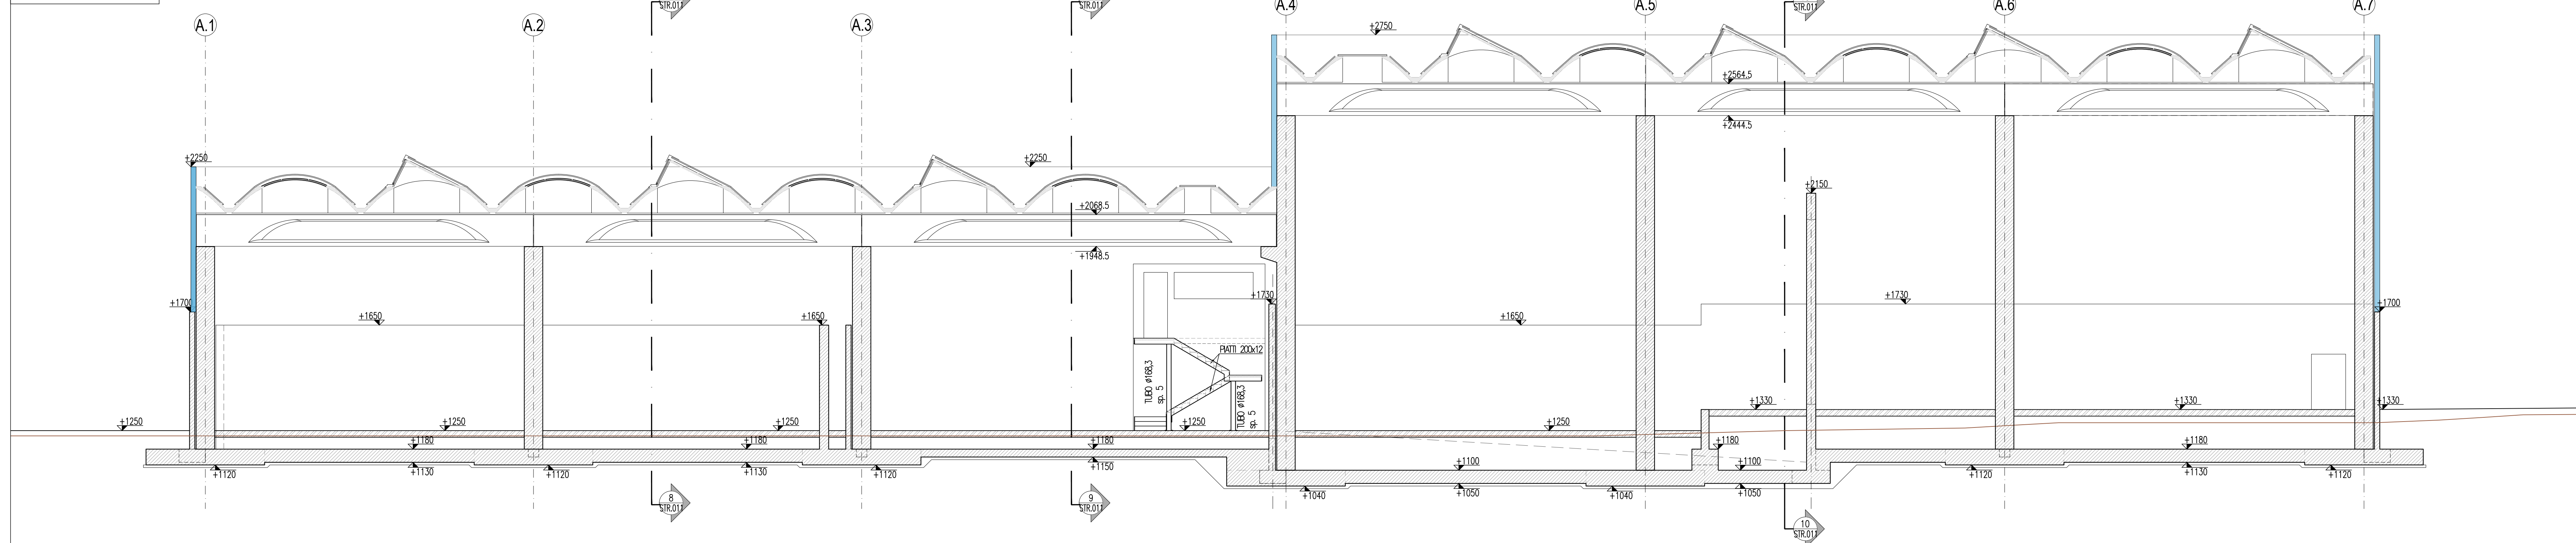 STR.011 STR.011 A.4 A.5 STR.011 A.6 A.7
A.1 A.2 A.3
+2750
+2564.5
+2444.5
+2250 +2250
+2150
+2068.5
+1948.5
+1700 +1730 +1730 +1700
+1650 +1650 +1650
PIATTI 200x12
TUBO ø168,3
sp. 5
TUBO ø168,3
sp. 5
+1330 +1330 +1330
+1250 +1250 +1250 +1250 +1250
+1180 +1180 +1180 +1180 +1180
+1120 +1130 +1120 +1130 +1120 +1150 +1100 +1100 +1120 +1130 +1120
+1040 +1050 +1040 +1050
8
STR.011
9
STR.011
10
STR.011